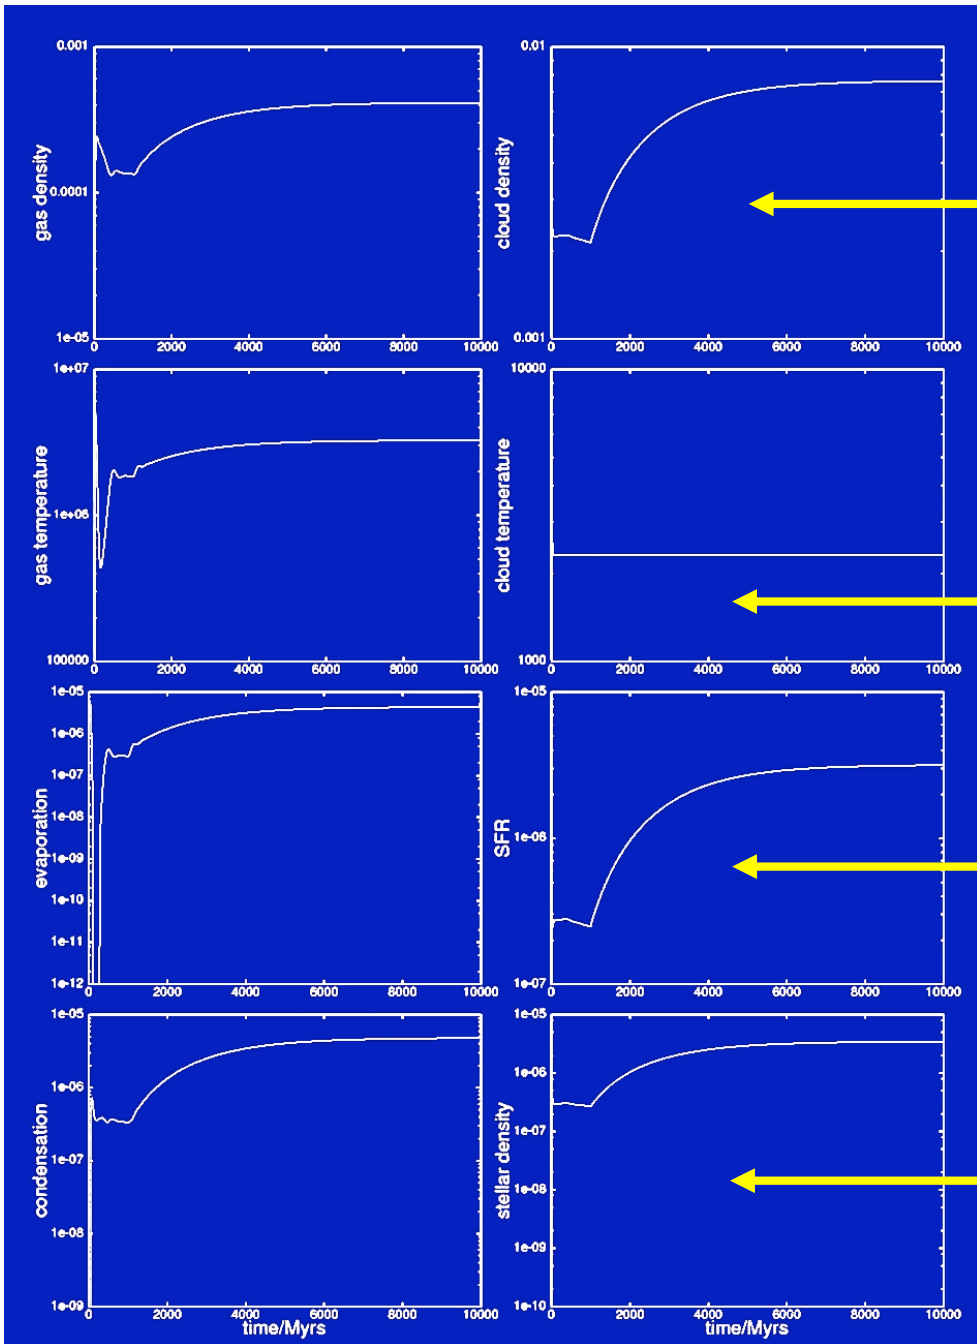 0.001
gas density
0.0001
1e-05
0 2000 4000 6000 8000 10000
0.01
cloud density
0.001
0 2000 4000 6000 8000 10000
1e+07
gas temperature
1e+06
100000
0 2000 4000 6000 8000 10000
10000
cloud temperature
1000
0 2000 4000 6000 8000 10000
1e-05
1e-06
1e-07
1e-08
evaporation
1e-09
1e-10
1e-11
1e-12
0 2000 4000 6000 8000 10000
1e-05
SFR
1e-06
1e-07
0 2000 4000 6000 8000 10000
1e-05
1e-06
condensation
1e-07
1e-08
1e-09
0 2000 4000 6000 8000 10000
time/Myrs
1e-05
1e-06
1e-07
stellar density
1e-08
1e-09
1e-10
0 2000 4000 6000 8000 10000
time/Myrs